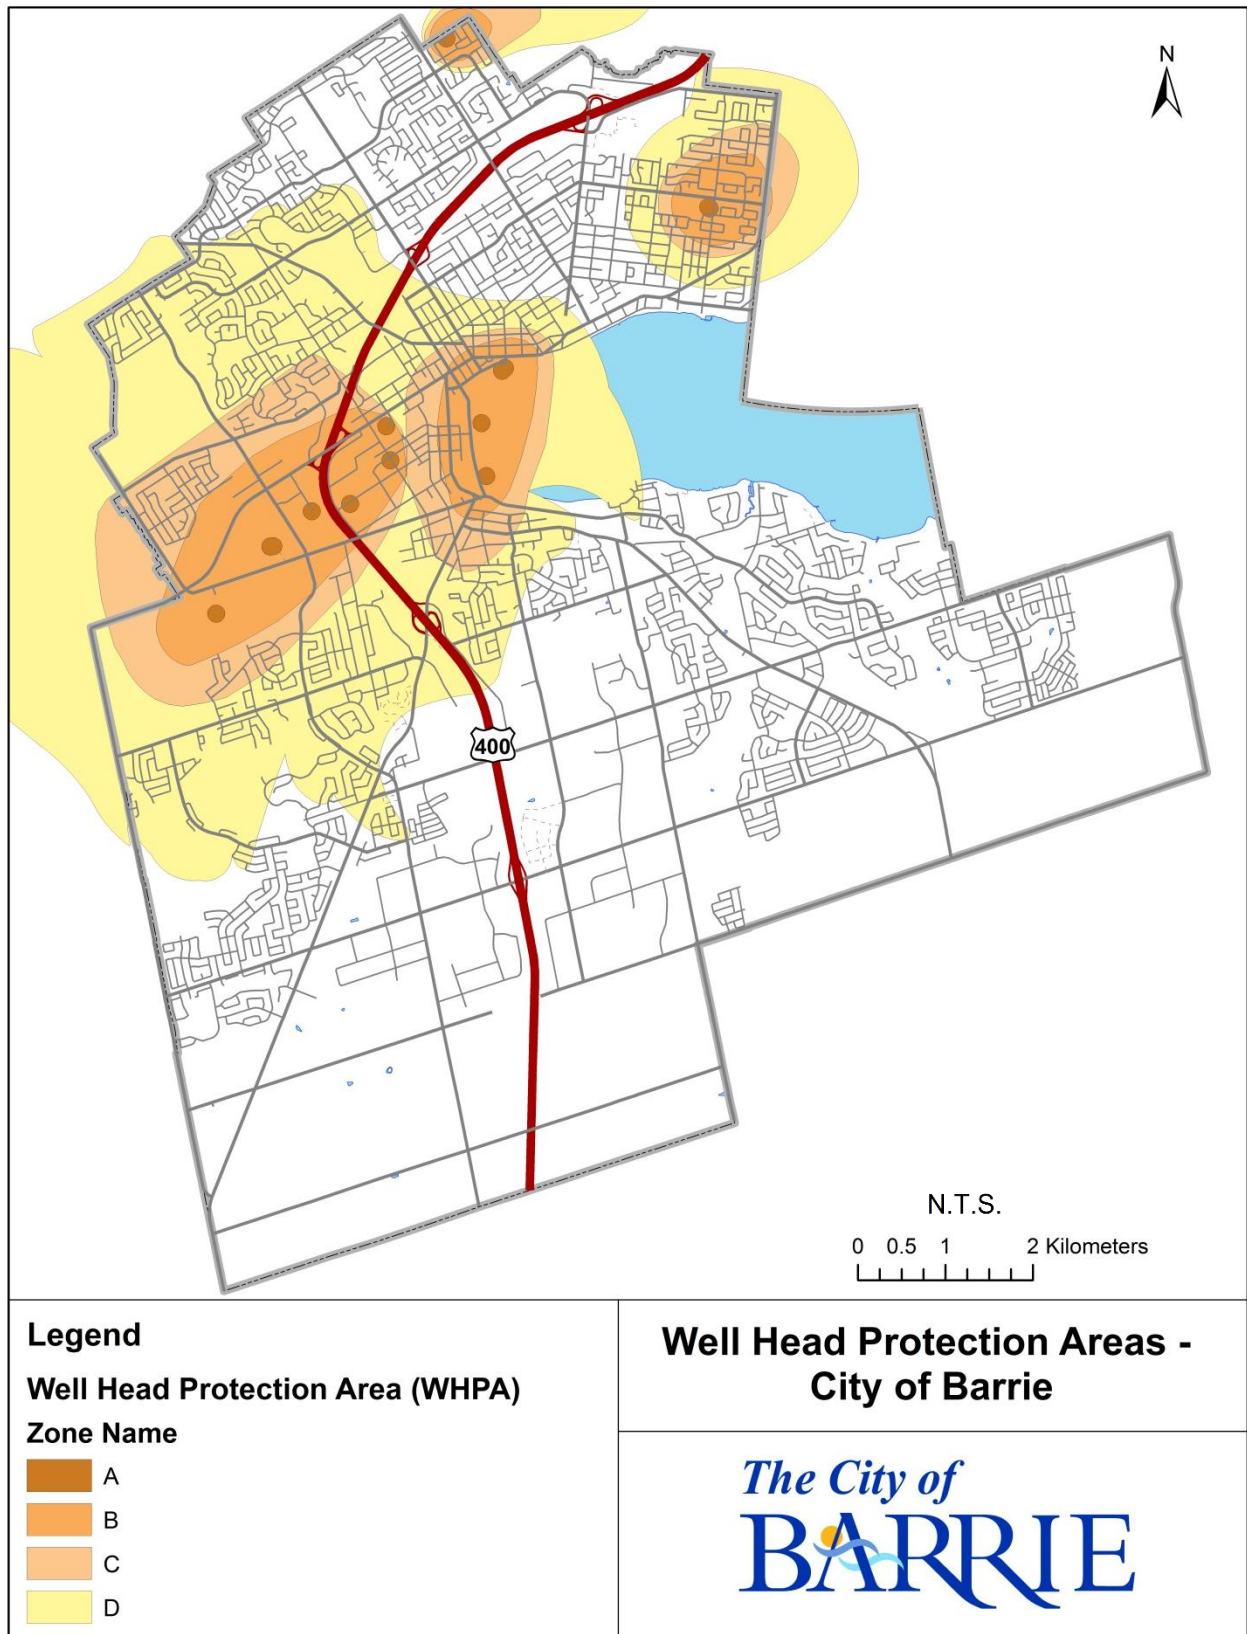 N
400
N.T.S.
0 0.5 1 2 Kilometers
Legend
Well Head Protection Area (WHPA)
Zone Name
A
B
C
D
Well Head Protection Areas -
City of Barrie
The City of
BARRIE